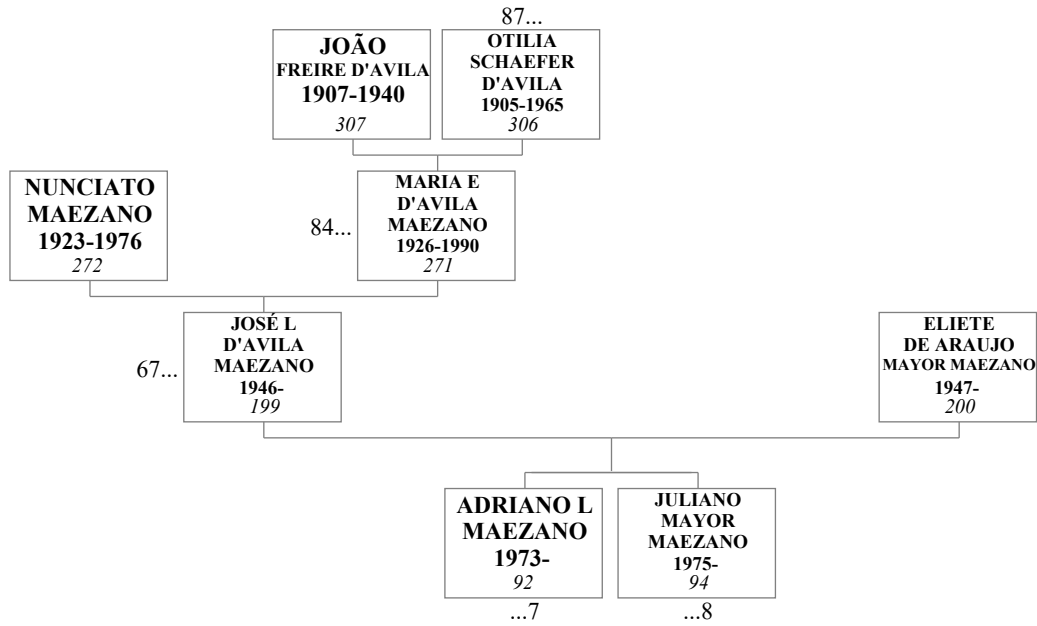 87...
JOÃO
FREIRE D'AVILA
1907-1940
307
OTILIA
SCHAEFER
D'AVILA
1905-1965
306
NUNCIATO
MAEZANO
1923-1976
272
84...
MARIA E
D'AVILA
MAEZANO
1926-1990
271
67...
JOSÉ L
D'AVILA
MAEZANO
1946-
199
ELIETE
DE ARAUJO
MAYOR MAEZANO
1947-
200
ADRIANO L
MAEZANO
1973-
92
...7
JULIANO
MAYOR
MAEZANO
1975-
94
...8